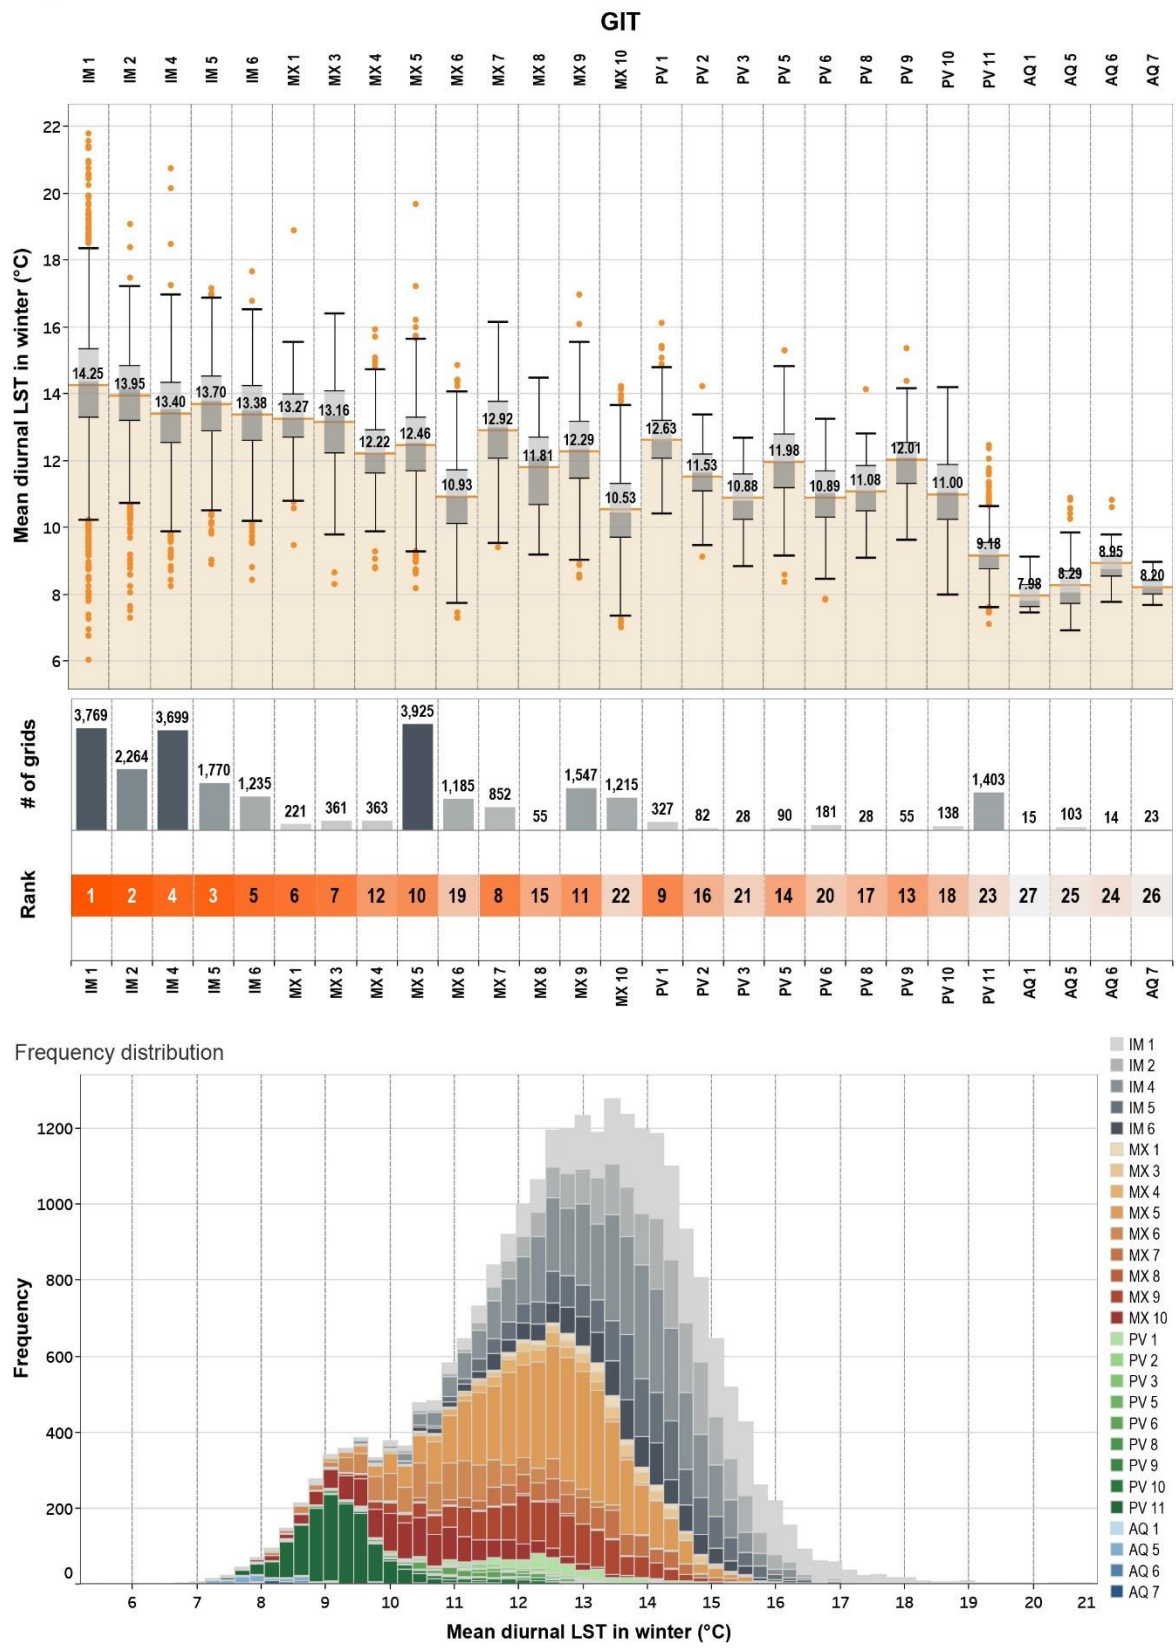 GIT
IM 1 IM 2 IM 4 IM 5 IM 6 MX 1 MX 3 MX 4 MX 5 MX 6 MX 7 MX 8 MX 9 MX 10 PV 1 PV 2 PV 3 PV 5 PV 6 PV 8 PV 9 PV 10 PV 11 AQ 1 AQ 5 AQ 6 AQ 7
Mean diurnal LST in winter (°C)
22
20
18
16
14
12
10
8
6
14.25 13.95 13.40 13.70 13.38 13.27 13.16 12.22 12.46 10.93 12.92 11.81 12.29 10.53 12.63 11.53 10.88 11.98 10.89 11.08 12.01 11.00 9.18 7.98 8.29 8.95 8.20
# of grids
3,769 2,264 3,699 1,770 1,235 221 361 363 3,925 1,185 852 55 1,547 1,215 327 82 28 90 181 28 55 138 1,403 15 103 14 23
Rank
1 2 4 3 5 6 7 12 10 19 8 15 11 22 9 16 21 14 20 17 13 18 23 27 25 24 26
IM 1 IM 2 IM 4 IM 5 IM 6 MX 1 MX 3 MX 4 MX 5 MX 6 MX 7 MX 8 MX 9 MX 10 PV 1 PV 2 PV 3 PV 5 PV 6 PV 8 PV 9 PV 10 PV 11 AQ 1 AQ 5 AQ 6 AQ 7
Frequency distribution
Frequency
1200
1000
800
600
400
200
0
6 7 8 9 10 11 12 13 14 15 16 17 18 19 20 21
Mean diurnal LST in winter (°C)
IM 1
IM 2
IM 4
IM 5
IM 6
MX 1
MX 3
MX 4
MX 5
MX 6
MX 7
MX 8
MX 9
MX 10
PV 1
PV 2
PV 3
PV 5
PV 6
PV 8
PV 9
PV 10
PV 11
AQ 1
AQ 5
AQ 6
AQ 7